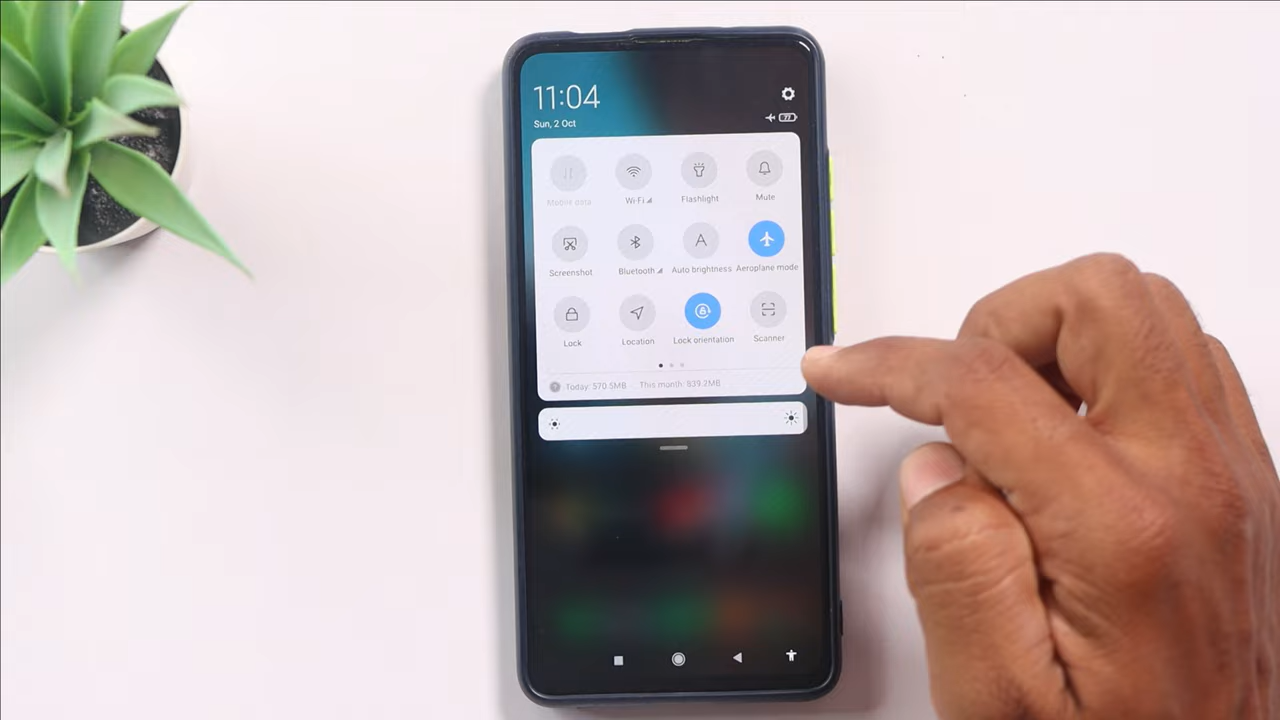 11:04
Sun, 2 Oct
77
Mobile data Wi-Fi Flashlight Mute
Screenshot Bluetooth A Auto brightness Aeroplane mode
Lock Location Lock orientation Scanner
Today: 570.5MB This month: 839.2MB